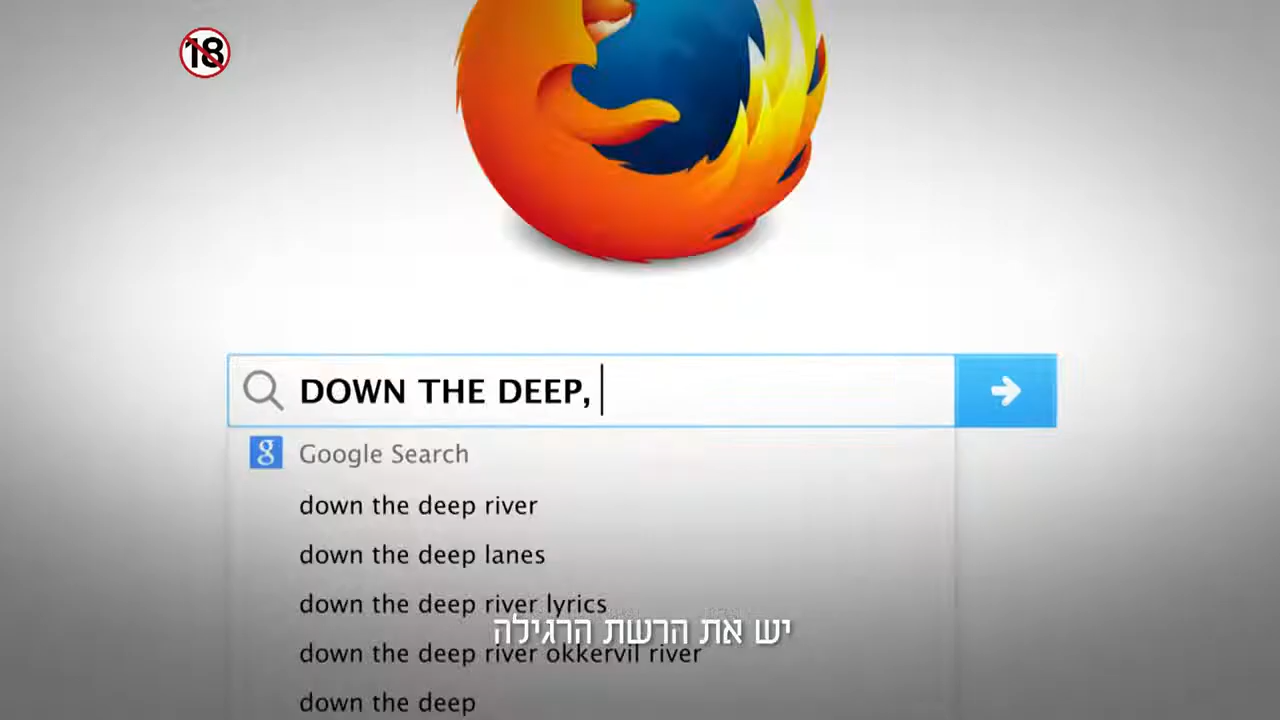 18
DOWN THE DEEP,
g Google Search
down the deep river
down the deep lanes
down the deep river lyrics
יש את הרשת הרגילה
down the deep river okkervil river
down the deep